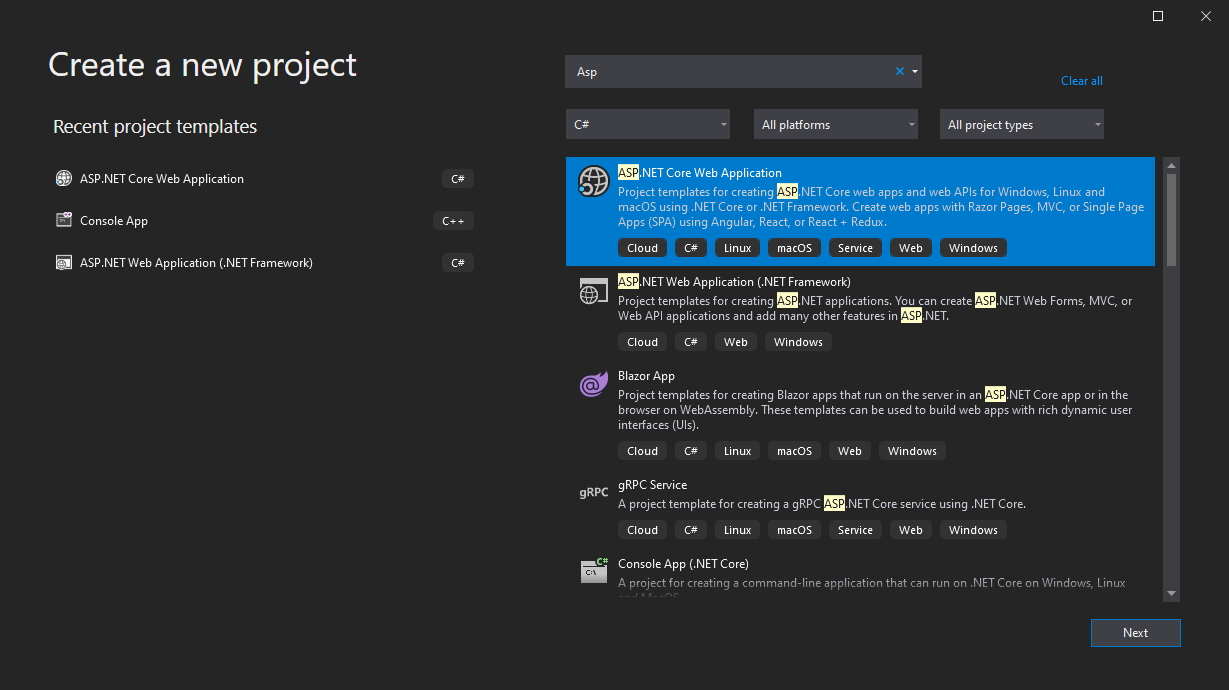 Create a new project
Recent project templates
ASP.NET Core Web Application C#
Console App C++
ASP.NET Web Application (.NET Framework) C#
Asp
Clear all
C# All platforms All project types
ASP.NET Core Web Application
Project templates for creating ASP.NET Core web apps and web APIs for Windows, Linux and
macOS using .NET Core or .NET Framework. Create web apps with Razor Pages, MVC, or Single Page
Apps (SPA) using Angular, React, or React + Redux.
Cloud C# Linux macOS Service Web Windows
ASP.NET Web Application (.NET Framework)
Project templates for creating ASP.NET applications. You can create ASP.NET Web Forms, MVC, or
Web API applications and add many other features in ASP.NET.
Cloud C# Web Windows
Blazor App
Project templates for creating Blazor apps that run on the server in an ASP.NET Core app or in the
browser on WebAssembly. These templates can be used to build web apps with rich dynamic user
interfaces (UIs).
Cloud C# Linux macOS Web Windows
gRPC
gRPC Service
A project template for creating a gRPC ASP.NET Core service using .NET Core.
Cloud C# Linux macOS Service Web Windows
C#
C:\
Console App (.NET Core)
A project for creating a command-line application that can run on .NET Core on Windows, Linux
and MacOS.
Next